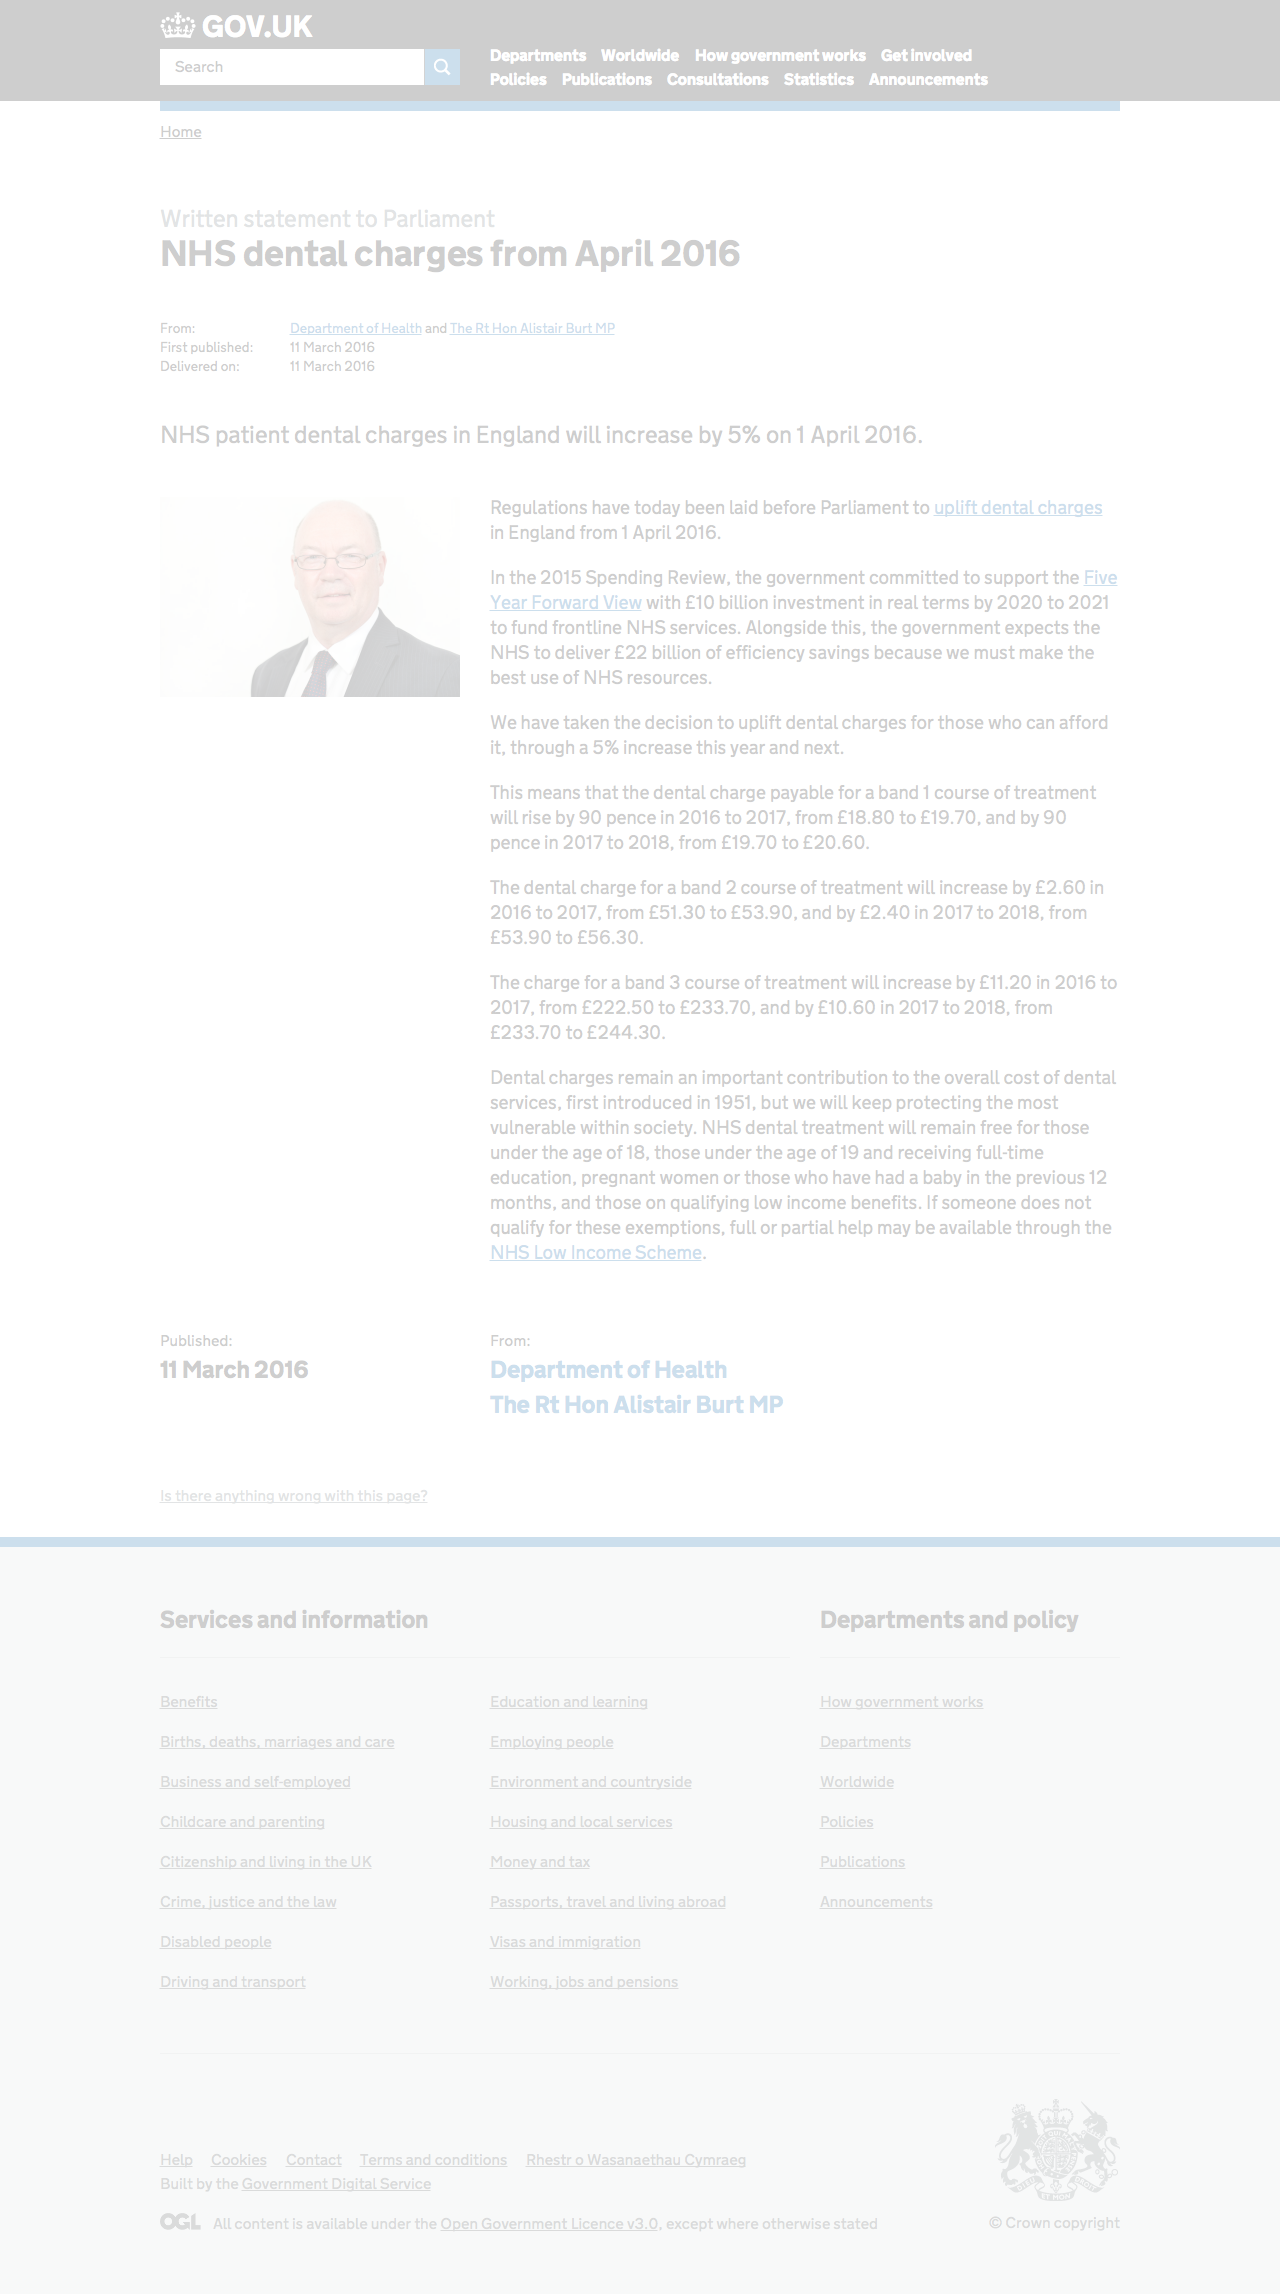 GOV.UK
Search
Departments Worldwide How government works Get involved
Policies Publications Consultations Statistics Announcements
Home
Written statement to Parliament
NHS dental charges from April 2016
From: Department of Health and The Rt Hon Alistair Burt MP
First published: 11 March 2016
Delivered on: 11 March 2016
NHS patient dental charges in England will increase by 5% on 1 April 2016.
Regulations have today been laid before Parliament to uplift dental charges
in England from 1 April 2016.
In the 2015 Spending Review, the government committed to support the Five
Year Forward View with £10 billion investment in real terms by 2020 to 2021
to fund frontline NHS services. Alongside this, the government expects the
NHS to deliver £22 billion of efficiency savings because we must make the
best use of NHS resources.
We have taken the decision to uplift dental charges for those who can afford
it, through a 5% increase this year and next.
This means that the dental charge payable for a band 1 course of treatment
will rise by 90 pence in 2016 to 2017, from £18.80 to £19.70, and by 90
pence in 2017 to 2018, from £19.70 to £20.60.
The dental charge for a band 2 course of treatment will increase by £2.60 in
2016 to 2017, from £51.30 to £53.90, and by £2.40 in 2017 to 2018, from
£53.90 to £56.30.
The charge for a band 3 course of treatment will increase by £11.20 in 2016 to
2017, from £222.50 to £233.70, and by £10.60 in 2017 to 2018, from
£233.70 to £244.30.
Dental charges remain an important contribution to the overall cost of dental
services, first introduced in 1951, but we will keep protecting the most
vulnerable within society. NHS dental treatment will remain free for those
under the age of 18, those under the age of 19 and receiving full-time
education, pregnant women or those who have had a baby in the previous 12
months, and those on qualifying low income benefits. If someone does not
qualify for these exemptions, full or partial help may be available through the
NHS Low Income Scheme.
Published:
11 March 2016
From:
Department of Health
The Rt Hon Alistair Burt MP
Is there anything wrong with this page?
Services and information
Benefits
Births, deaths, marriages and care
Business and self-employed
Childcare and parenting
Citizenship and living in the UK
Crime, justice and the law
Disabled people
Driving and transport
Education and learning
Employing people
Environment and countryside
Housing and local services
Money and tax
Passports, travel and living abroad
Visas and immigration
Working, jobs and pensions
Departments and policy
How government works
Departments
Worldwide
Policies
Publications
Announcements
Help Cookies Contact Terms and conditions Rhestr o Wasanaethau Cymraeg
Built by the Government Digital Service
OGL All content is available under the Open Government Licence v3.0, except where otherwise stated
© Crown copyright